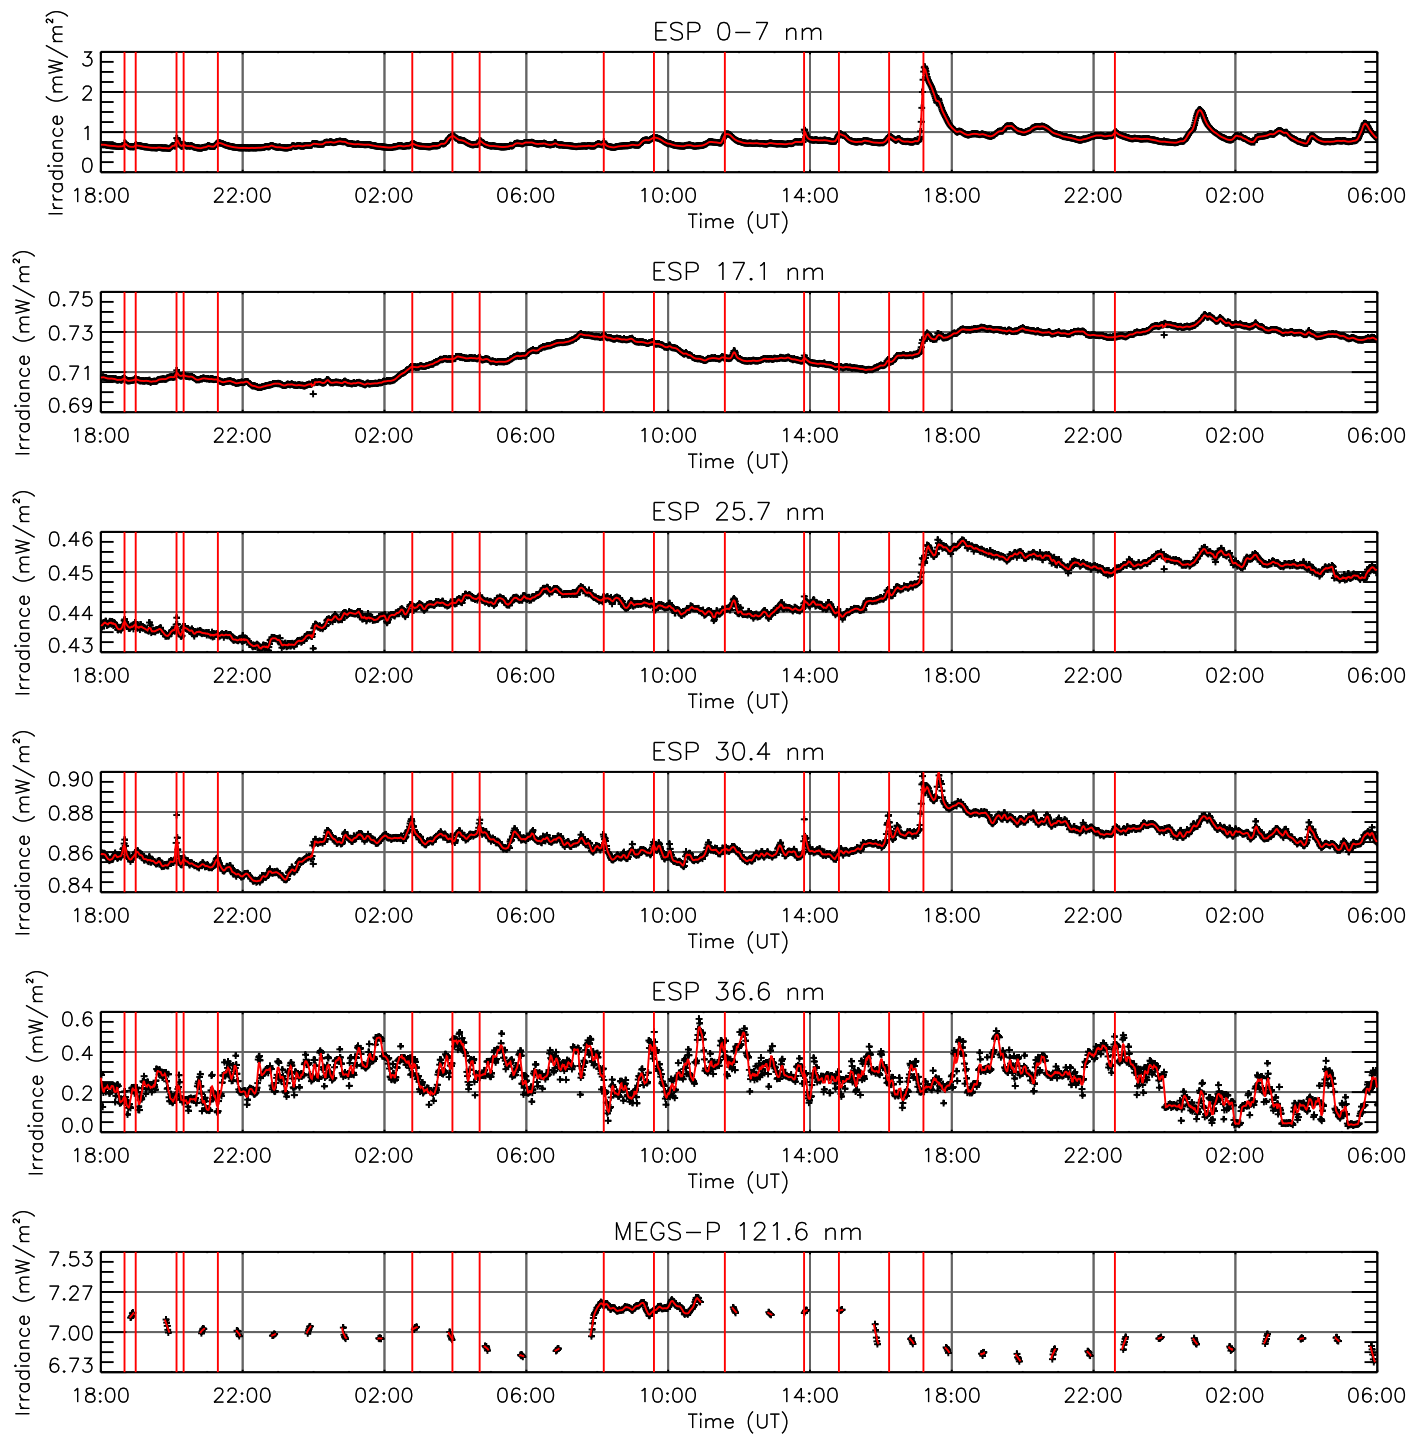 ESP 0-7 nm
Irradiance (mW/m²)
3
2
1
0
18:00 22:00 02:00 06:00 10:00 14:00 18:00 22:00 02:00 06:00
Time (UT)
ESP 17.1 nm
Irradiance (mW/m²)
0.75
0.73
0.71
0.69
18:00 22:00 02:00 06:00 10:00 14:00 18:00 22:00 02:00 06:00
Time (UT)
ESP 25.7 nm
Irradiance (mW/m²)
0.46
0.45
0.44
0.43
18:00 22:00 02:00 06:00 10:00 14:00 18:00 22:00 02:00 06:00
Time (UT)
ESP 30.4 nm
Irradiance (mW/m²)
0.90
0.88
0.86
0.84
18:00 22:00 02:00 06:00 10:00 14:00 18:00 22:00 02:00 06:00
Time (UT)
ESP 36.6 nm
Irradiance (mW/m²)
0.6
0.4
0.2
0.0
18:00 22:00 02:00 06:00 10:00 14:00 18:00 22:00 02:00 06:00
Time (UT)
MEGS-P 121.6 nm
Irradiance (mW/m²)
7.53
7.27
7.00
6.73
18:00 22:00 02:00 06:00 10:00 14:00 18:00 22:00 02:00 06:00
Time (UT)